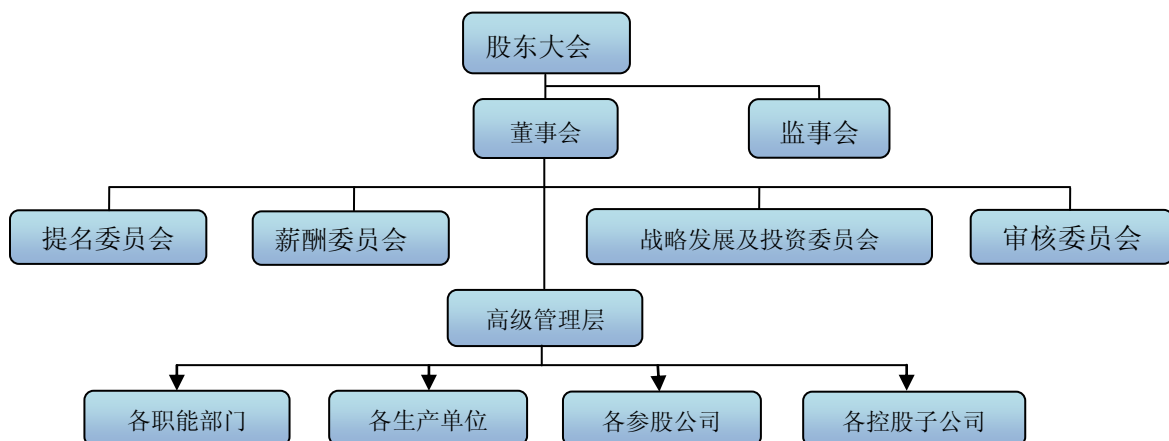 股东大会
董事会
监事会
提名委员会
薪酬委员会
战略发展及投资委员会
审核委员会
高级管理层
各职能部门
各生产单位
各参股公司
各控股子公司